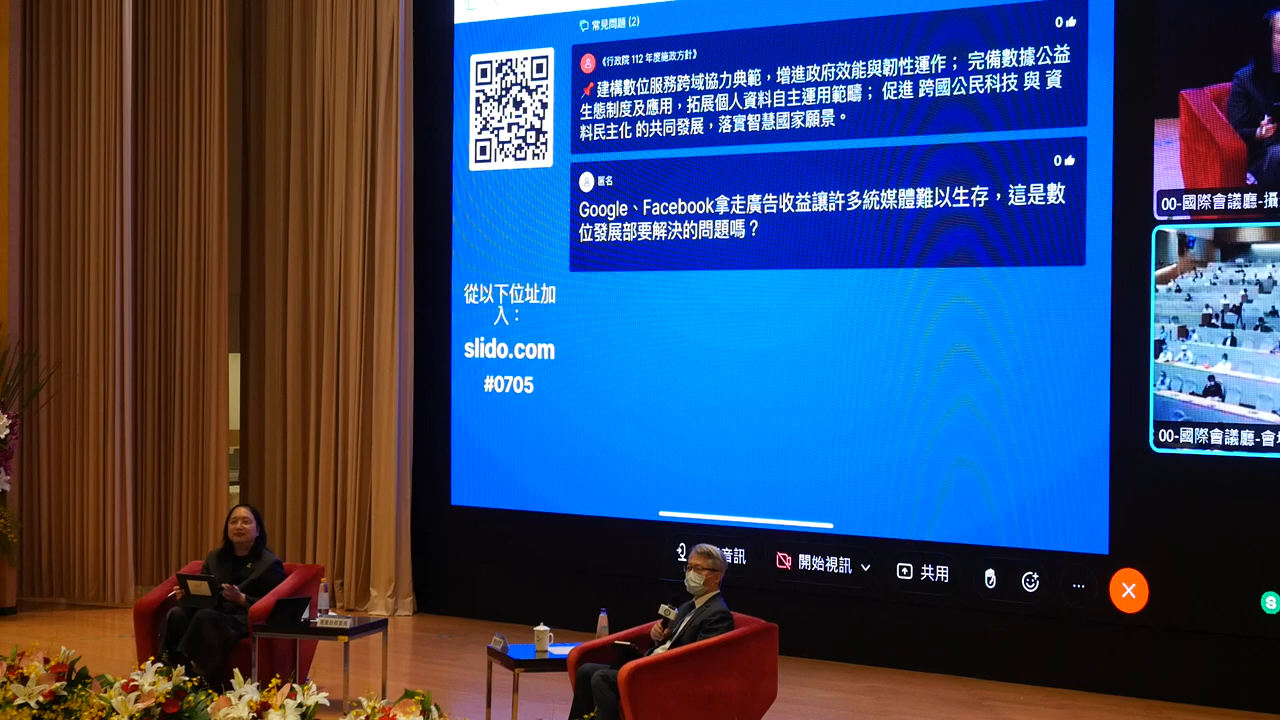 常見問題 (2)
0
《行政院 112 年度施政方針》
建構數位服務跨域協力典範，增進政府效能與韌性運作； 完備數據公益
生態制度及應用，拓展個人資料自主運用範疇； 促進 跨國公民科技 與 資
料民主化 的共同發展，落實智慧國家願景。
0
匿名
Google、Facebook拿走廣告收益讓許多統媒體難以生存，這是數
位發展部要解決的問題嗎？
從以下位址加
入：
slido.com
#0705
00-國際會議廳-攝
00-國際會議廳-會
音訊
開始視訊
共用
S